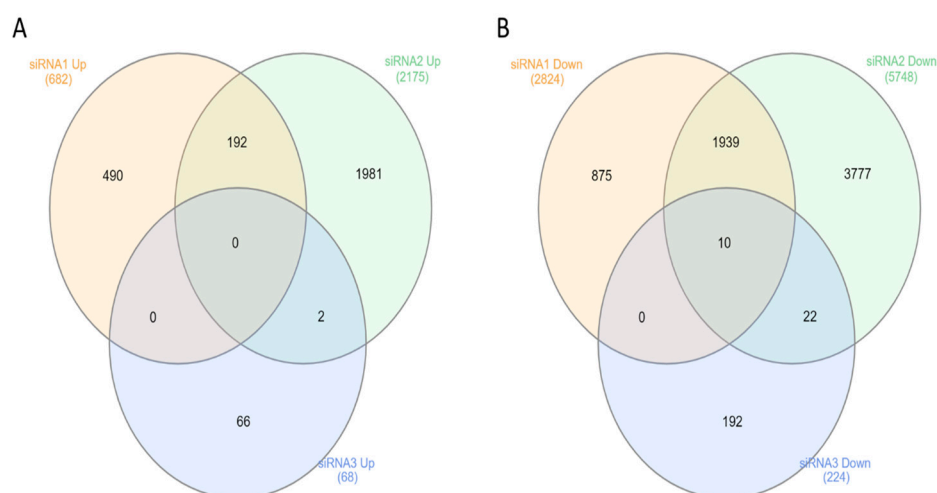 A
siRNA1 Up
(682)
siRNA2 Up
(2175)
490
192
1981
0
0
2
66
siRNA3 Up
(68)
B
siRNA1 Down
(2824)
siRNA2 Down
(5748)
875
1939
3777
10
0
22
192
siRNA3 Down
(224)